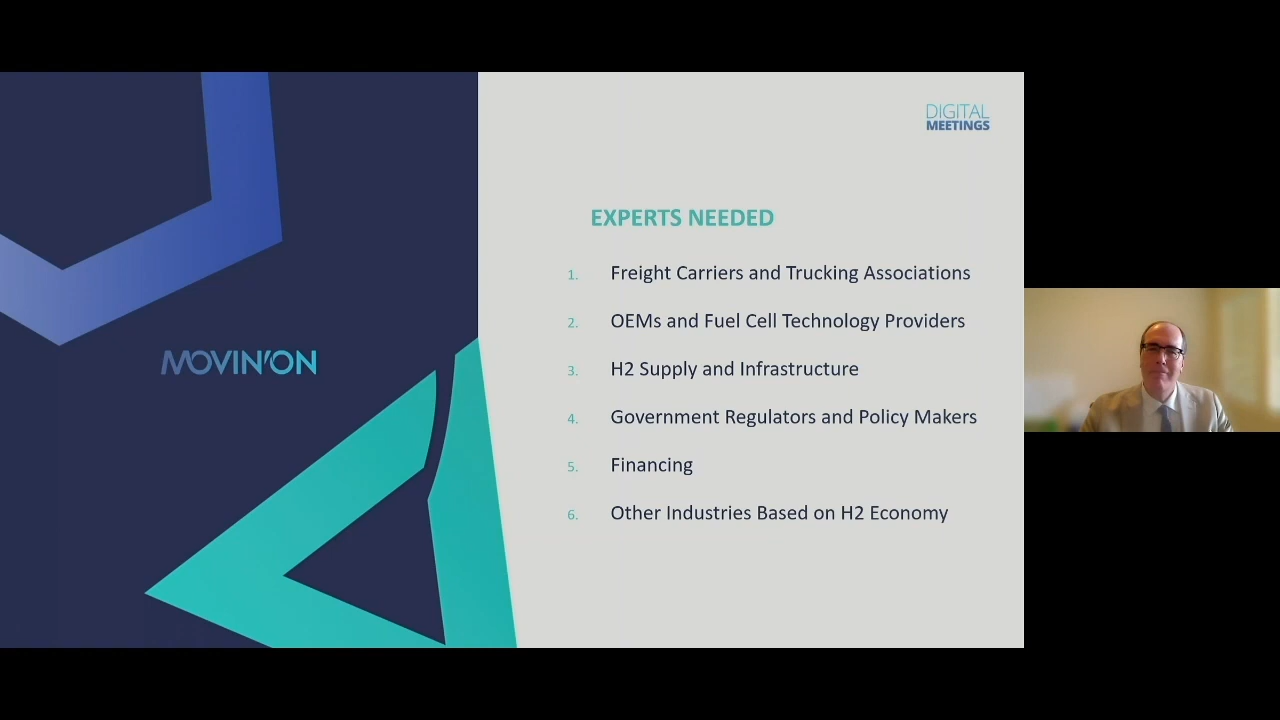 DIGITAL
MEETINGS
EXPERTS NEEDED
1. Freight Carriers and Trucking Associations
2. OEMs and Fuel Cell Technology Providers
3. H2 Supply and Infrastructure
MOVIN'ON
4. Government Regulators and Policy Makers
5. Financing
6. Other Industries Based on H2 Economy